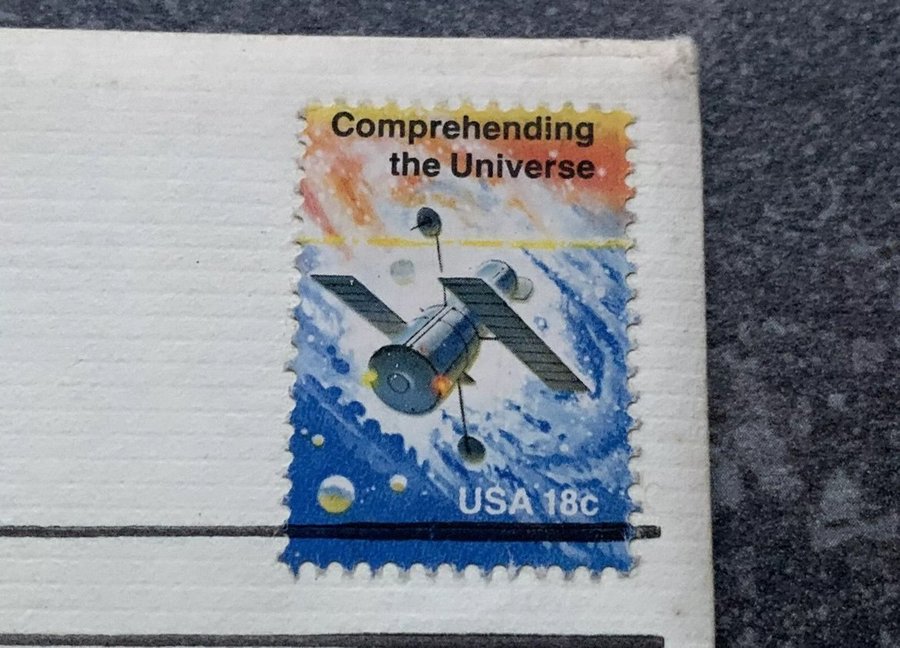 Comprehending
the Universe
USA 18c